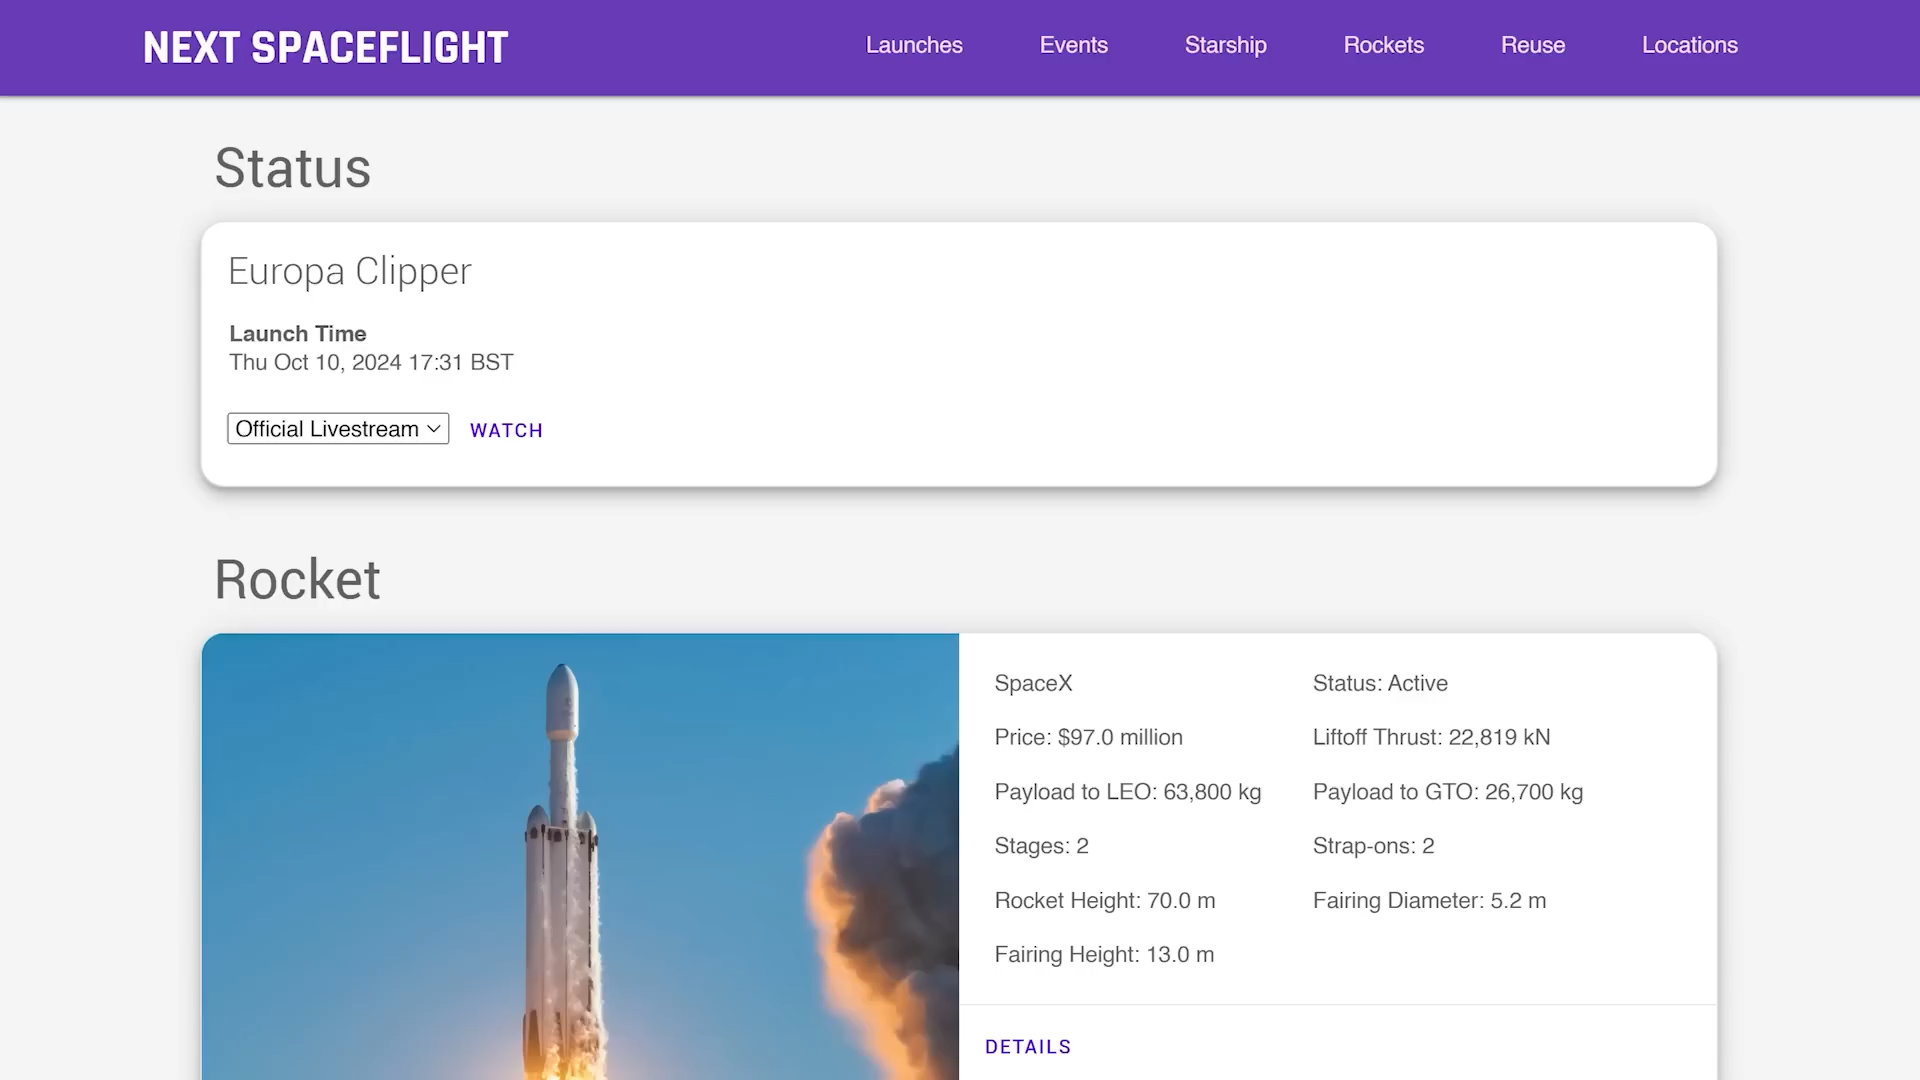 NEXT SPACEFLIGHT
Launches
Events
Starship
Rockets
Reuse
Locations
Status
Europa Clipper
Launch Time
Thu Oct 10, 2024 17:31 BST
Official Livestream
WATCH
Rocket
SpaceX
Status: Active
Price: $97.0 million
Liftoff Thrust: 22,819 kN
Payload to LEO: 63,800 kg
Payload to GTO: 26,700 kg
Stages: 2
Strap-ons: 2
Rocket Height: 70.0 m
Fairing Diameter: 5.2 m
Fairing Height: 13.0 m
DETAILS